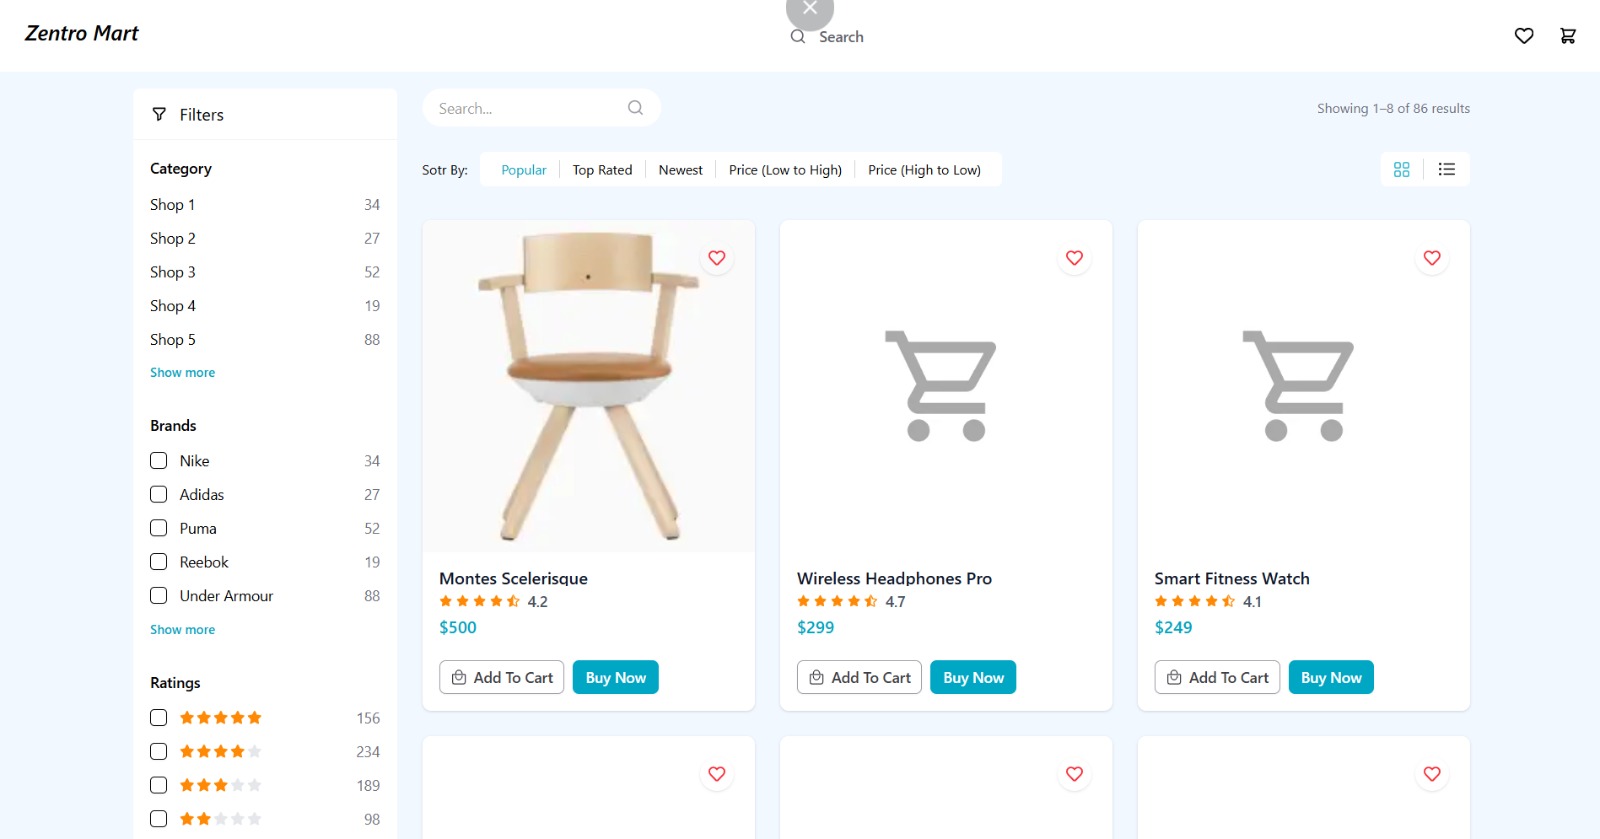 Zentro Mart
Search
Filters
Category
Shop 1 34
Shop 2 27
Shop 3 52
Shop 4 19
Shop 5 88
Show more
Brands
Nike 34
Adidas 27
Puma 52
Reebok 19
Under Armour 88
Show more
Ratings
156
234
189
98
Search...
Showing 1–8 of 86 results
Sotr By: Popular Top Rated Newest Price (Low to High) Price (High to Low)
Montes Scelerisque
4.2
$500
Add To Cart Buy Now
Wireless Headphones Pro
4.7
$299
Add To Cart Buy Now
Smart Fitness Watch
4.1
$249
Add To Cart Buy Now